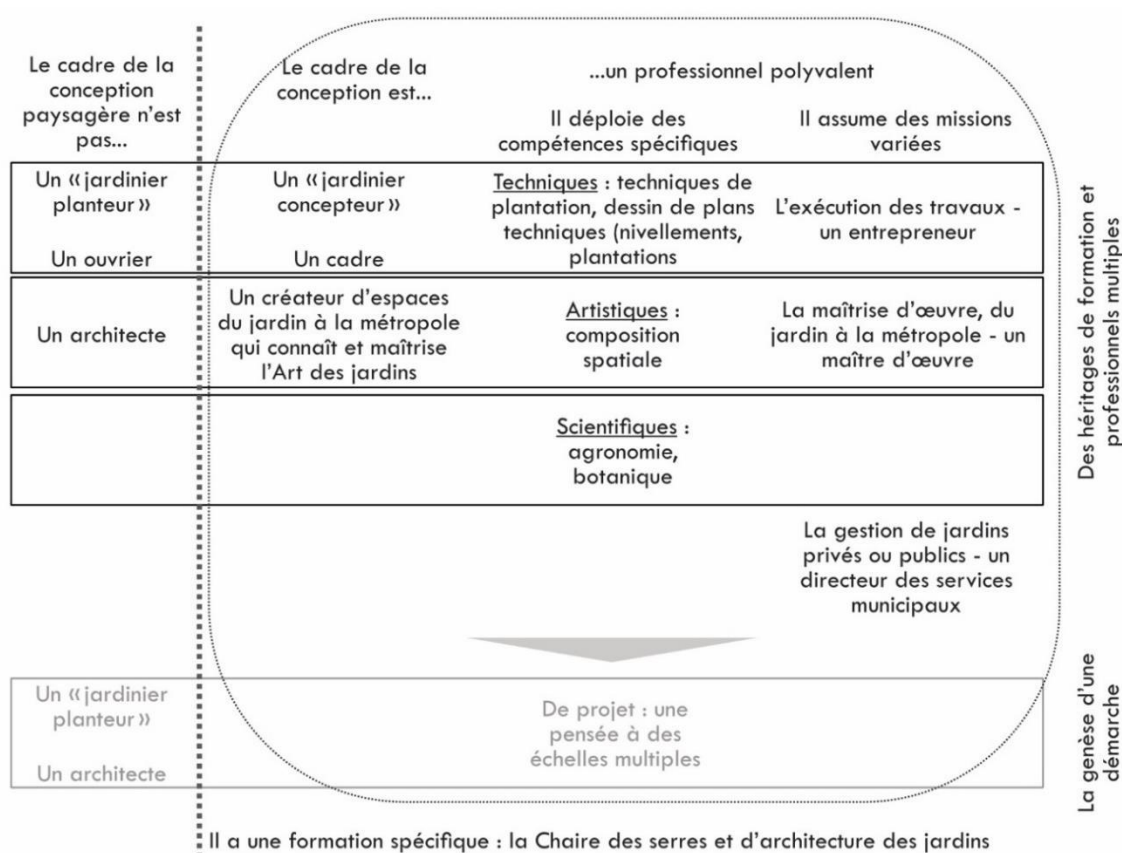 Le cadre de la
conception
paysagère n'est
pas...
Le cadre de la
conception est...
...un professionnel polyvalent
Il déploie des
compétences spécifiques
Il assume des missions
variées
Un « jardinier
planteur »
Un ouvrier
Un « jardinier
concepteur »
Un cadre
Techniques : techniques de
plantation, dessin de plans
techniques (nivellements,
plantations
L'exécution des travaux -
un entrepreneur
Un architecte
Un créateur d'espaces
du jardin à la métropole
qui connaît et maîtrise
l'Art des jardins
Artistiques :
composition
spatiale
La maîtrise d'œuvre, du
jardin à la métropole - un
maître d'œuvre
Scientifiques :
agronomie,
botanique
La gestion de jardins
privés ou publics - un
directeur des services
municipaux
Des héritages de formation et
professionnels multiples
Un « jardinier
planteur »
Un architecte
De projet : une
pensée à des
échelles multiples
La genèse d'une
démarche
Il a une formation spécifique : la Chaire des serres et d'architecture des jardins